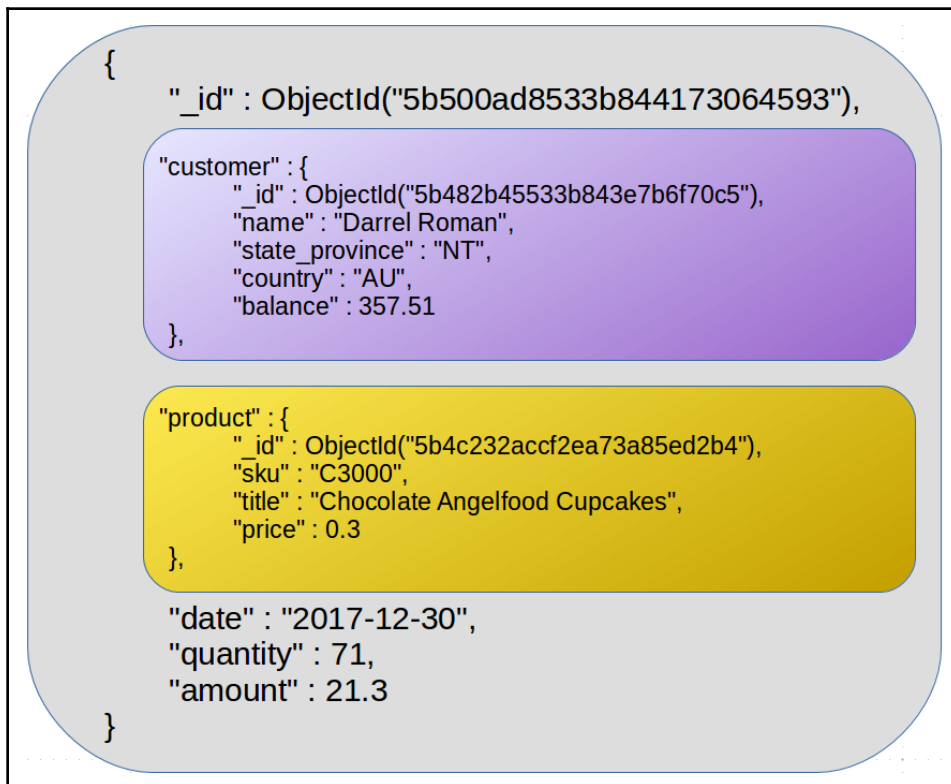 {
"_id" : ObjectId("5b500ad8533b844173064593"),
"customer" : {
"_id" : ObjectId("5b482b45533b843e7b6f70c5"),
"name" : "Darrel Roman",
"state_province" : "NT",
"country" : "AU",
"balance" : 357.51
},
"product" : {
"_id" : ObjectId("5b4c232accf2ea73a85ed2b4"),
"sku" : "C3000",
"title" : "Chocolate Angelfood Cupcakes",
"price" : 0.3
},
"date" : "2017-12-30",
"quantity" : 71,
"amount" : 21.3
}